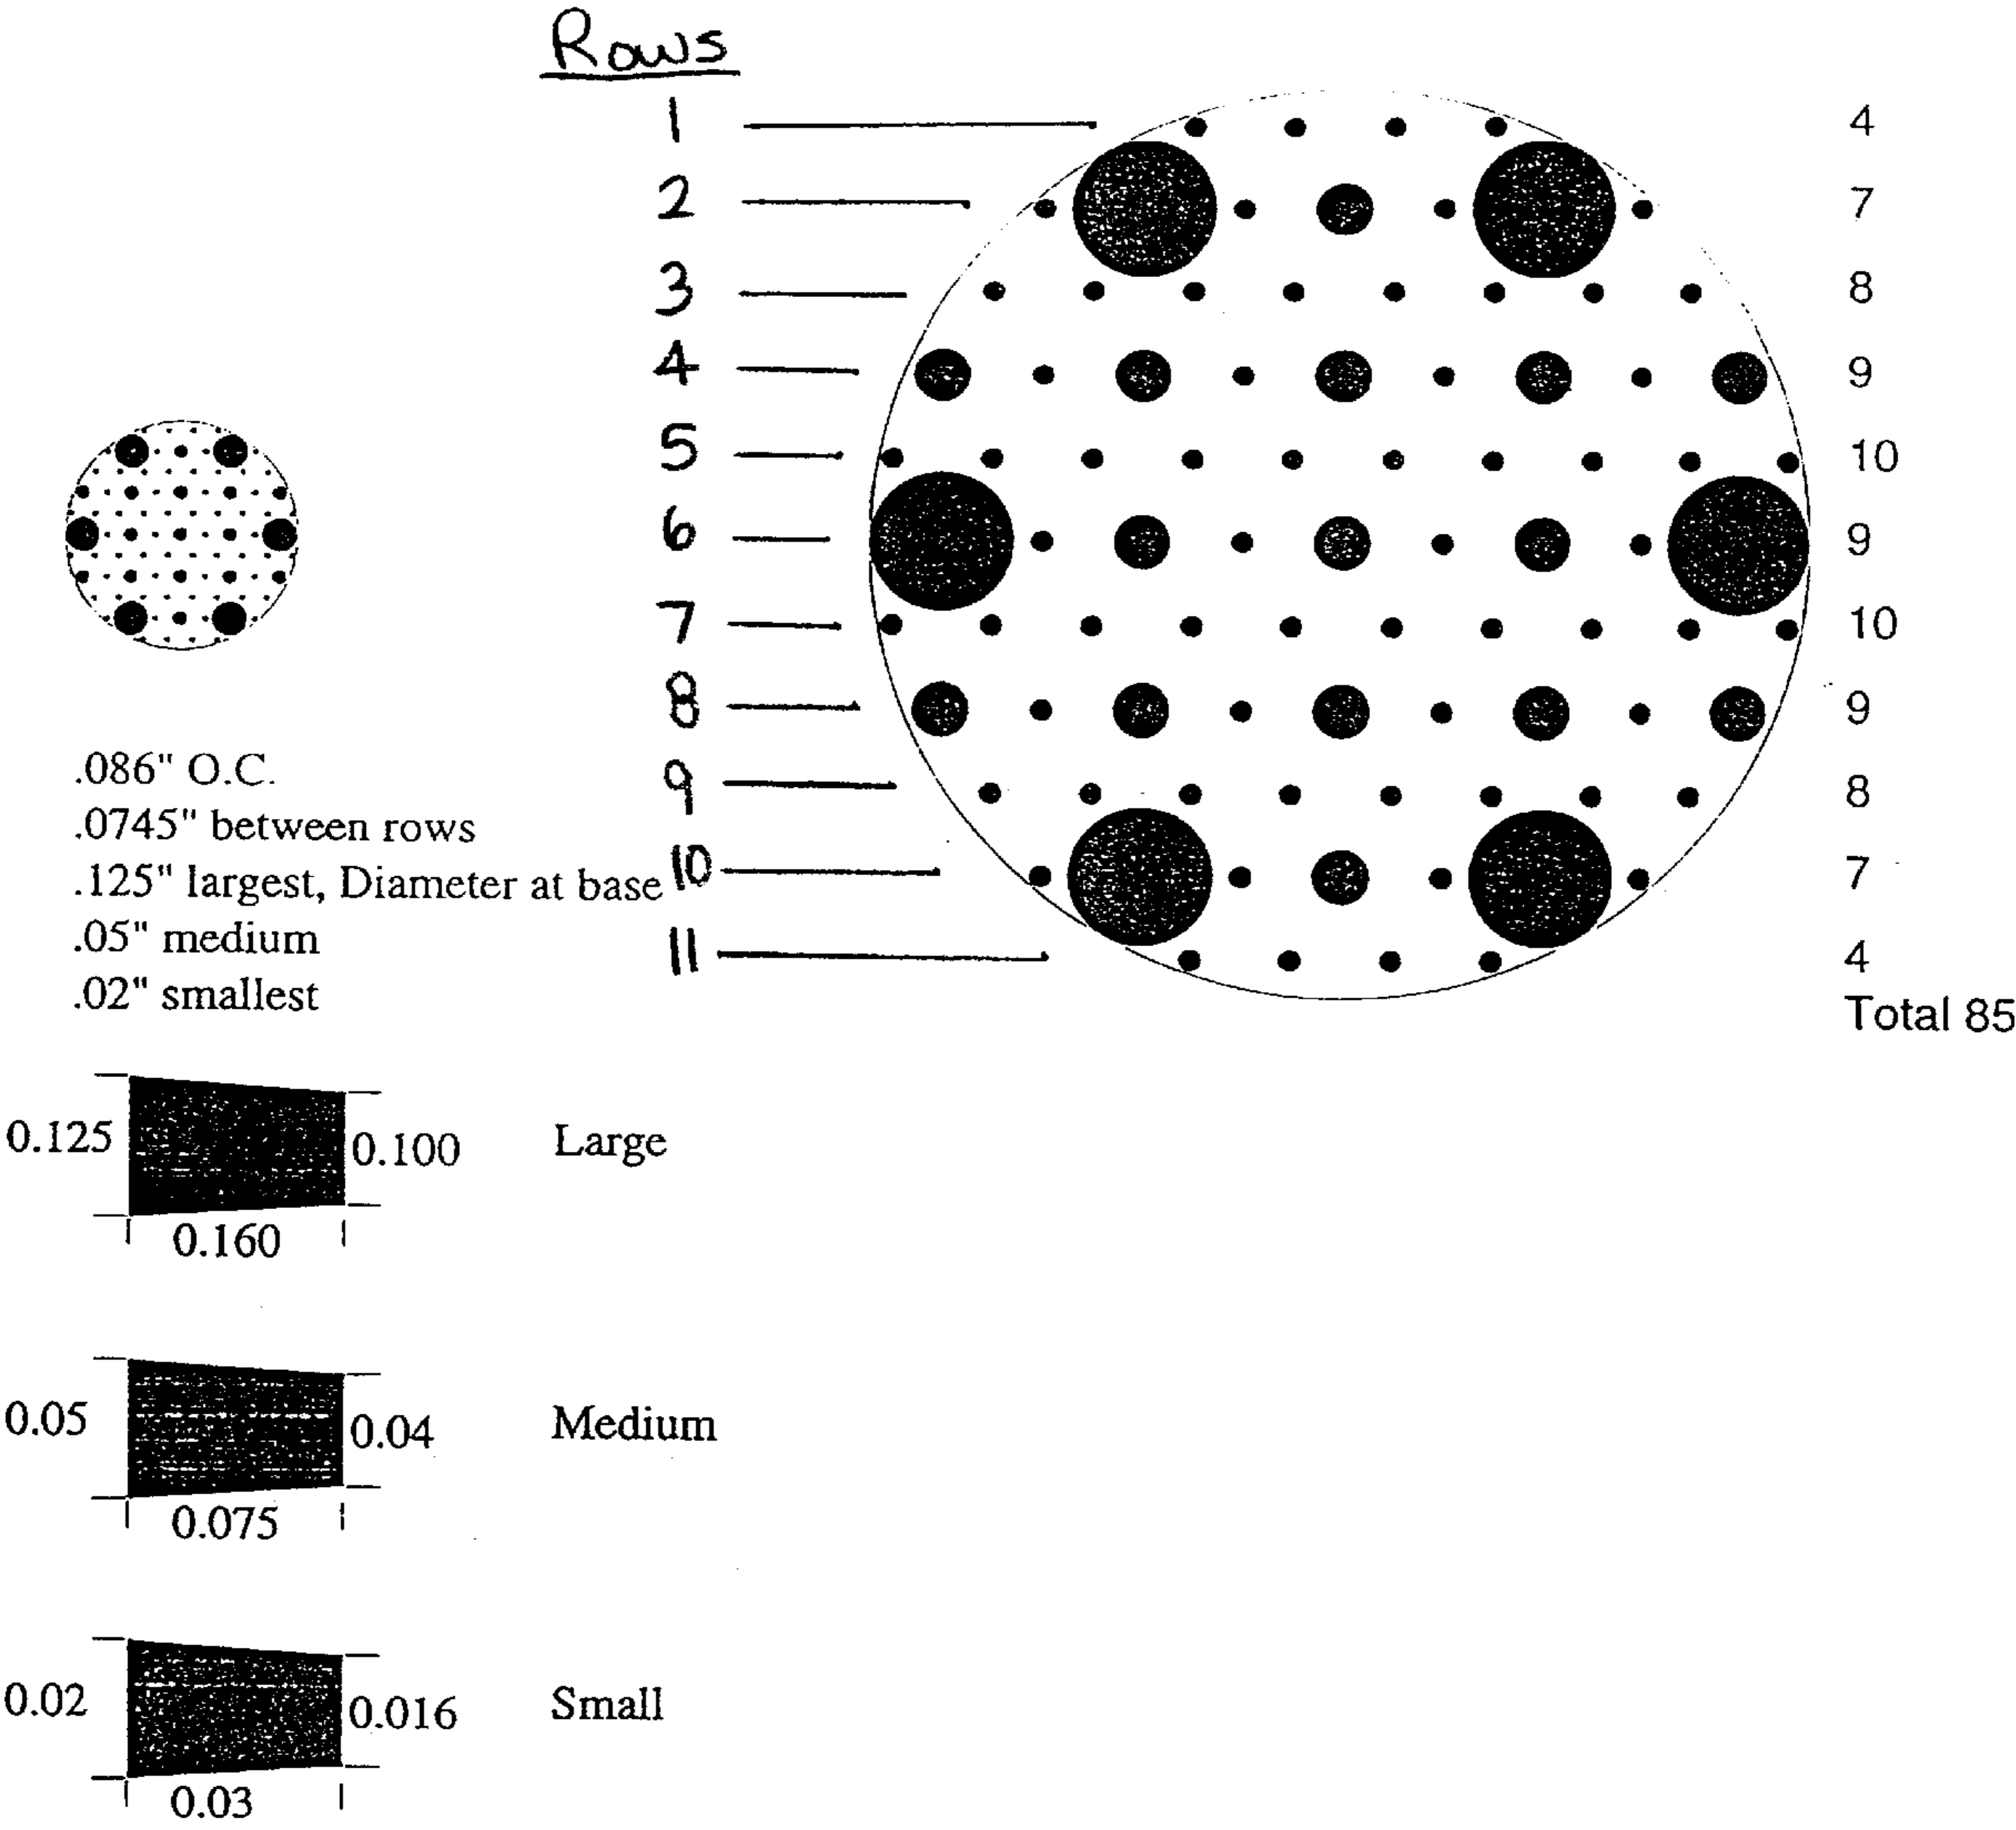 Rows
1 4
2 7
3 8
4 9
5 10
6 9
7 10
8 9
9 8
10 7
11 4
Total 85
.086" O.C.
.0745" between rows
.125" largest, Diameter at base
.05" medium
.02" smallest
0.125 0.100 Large
0.160
0.05 0.04 Medium
0.075
0.02 0.016 Small
0.03